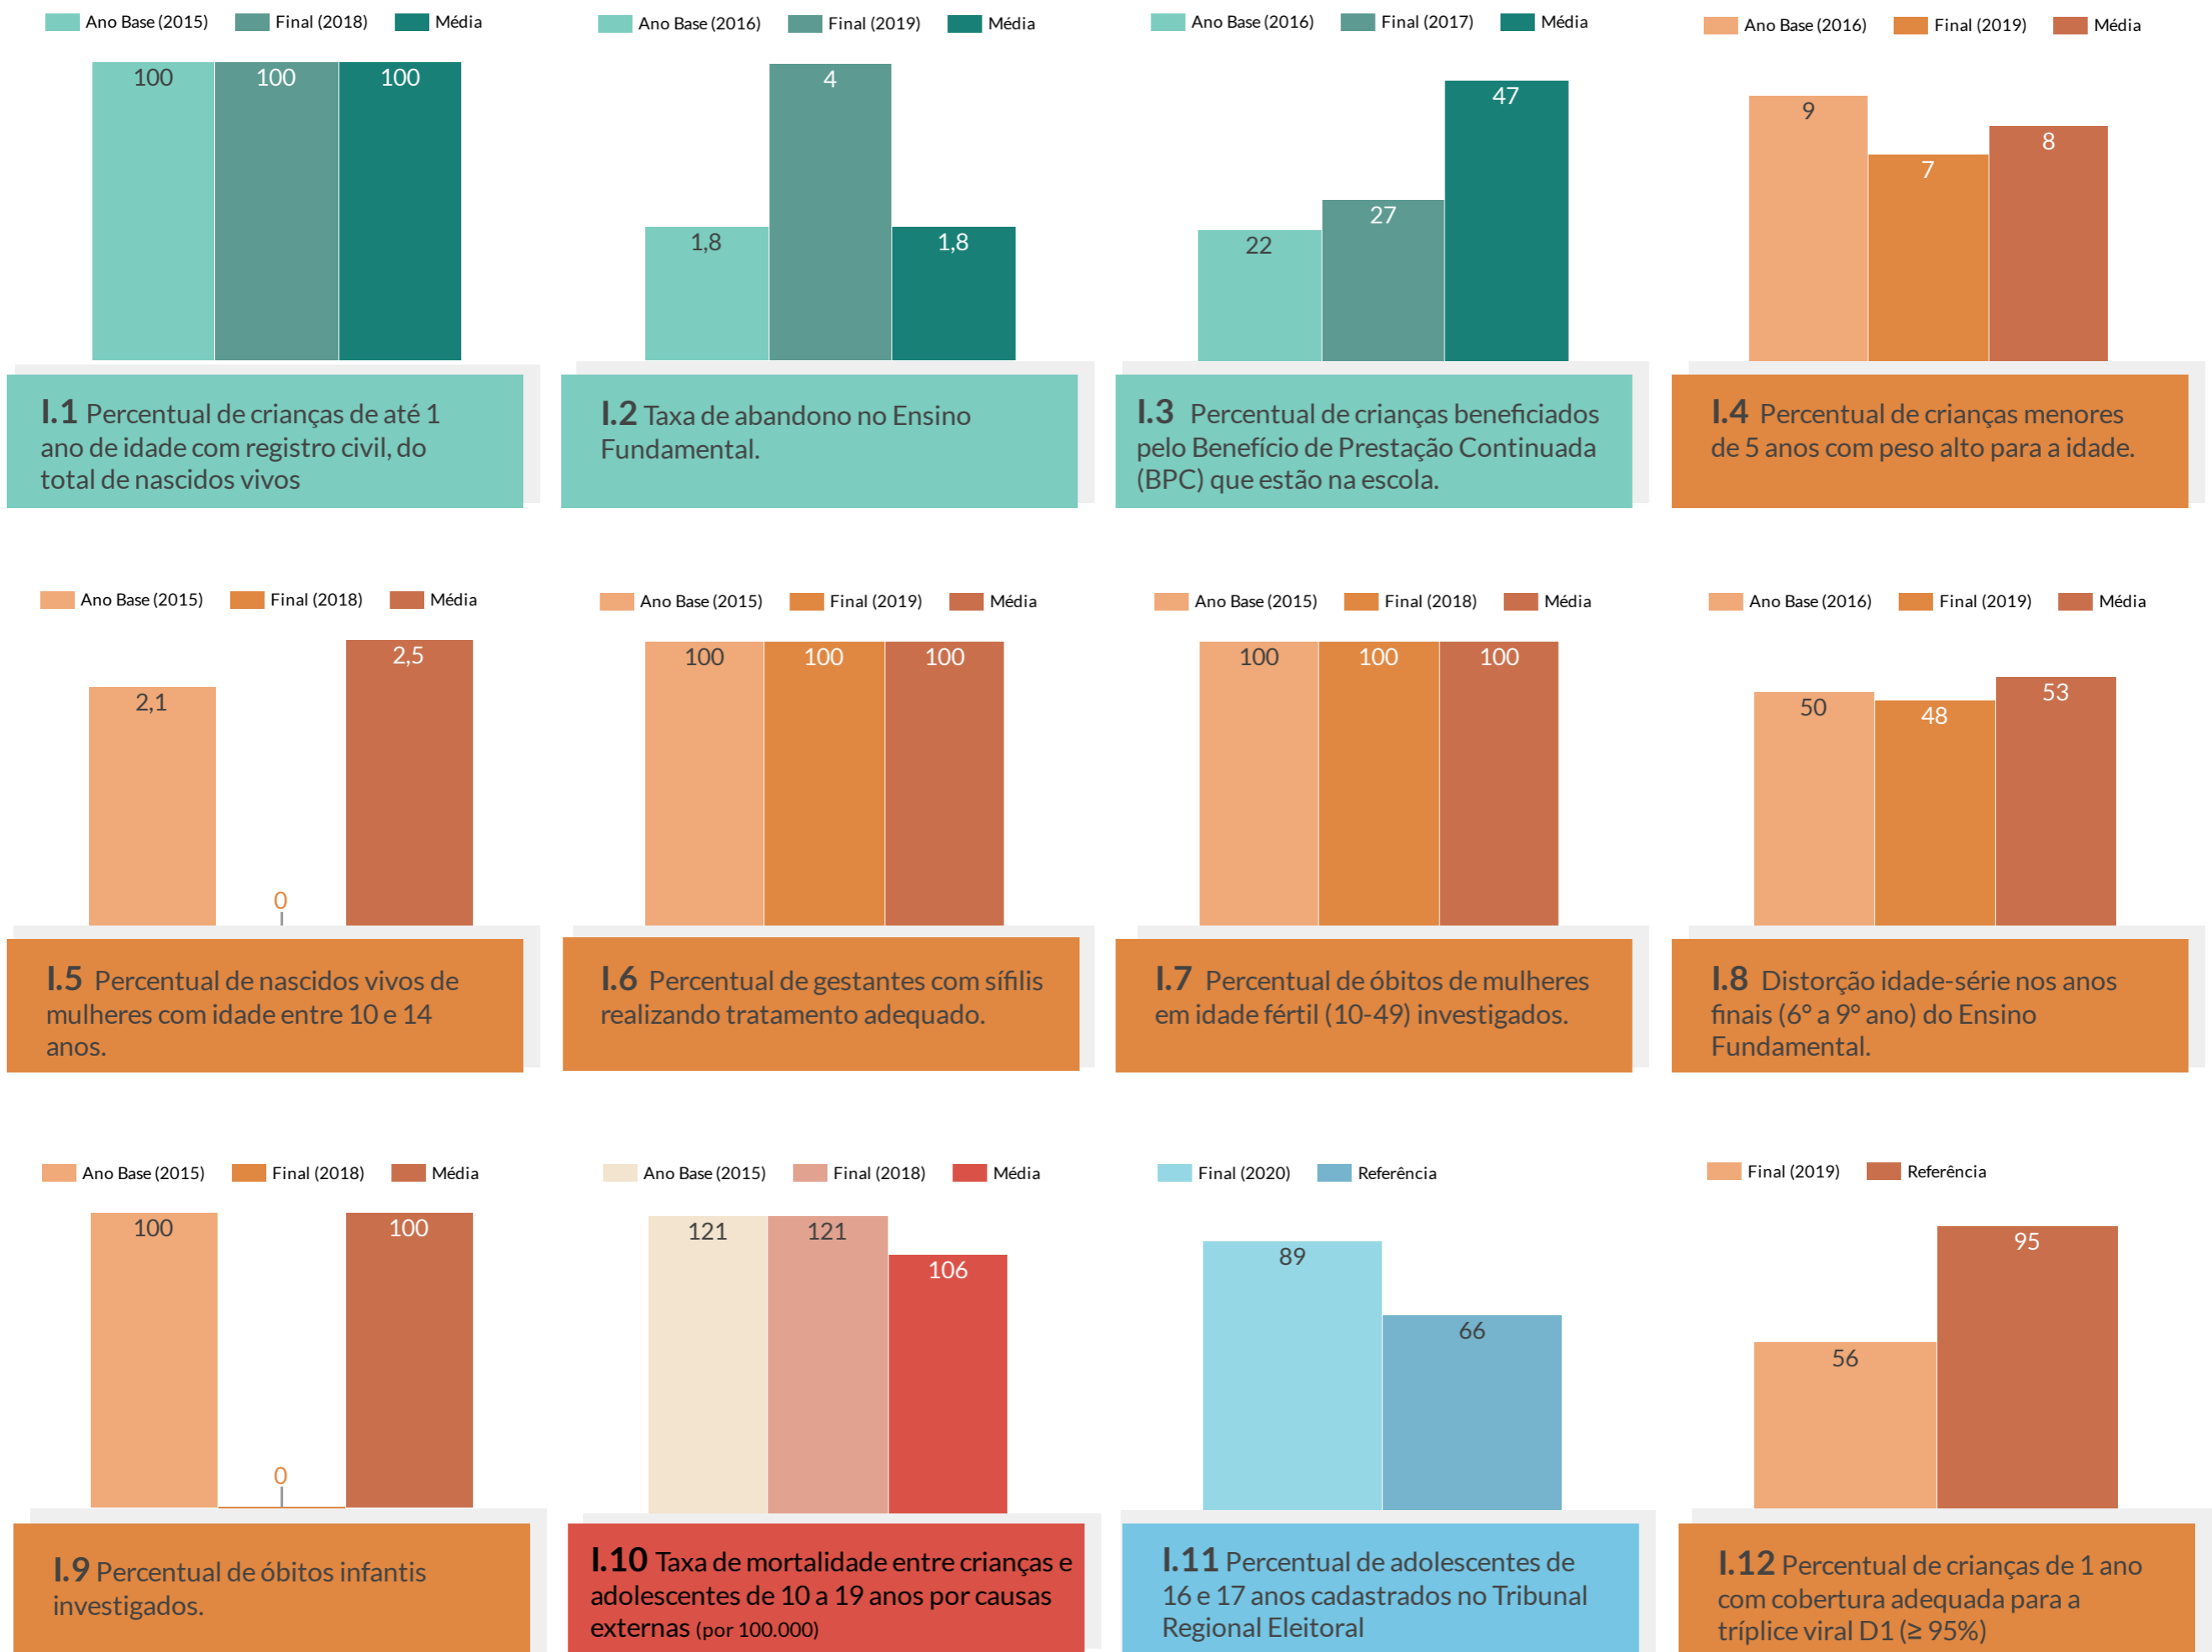 Ano Base (2015) Final (2018) Média
100 100 100
I.1 Percentual de crianças de até 1
ano de idade com registro civil, do
total de nascidos vivos
Ano Base (2016) Final (2019) Média
1,8 4 1,8
I.2 Taxa de abandono no Ensino
Fundamental.
Ano Base (2016) Final (2017) Média
22 27 47
I.3 Percentual de crianças beneficiados
pelo Benefício de Prestação Continuada
(BPC) que estão na escola.
Ano Base (2016) Final (2019) Média
9 7 8
I.4 Percentual de crianças menores
de 5 anos com peso alto para a idade.
Ano Base (2015) Final (2018) Média
2,1 0 2,5
I.5 Percentual de nascidos vivos de
mulheres com idade entre 10 e 14
anos.
Ano Base (2015) Final (2019) Média
100 100 100
I.6 Percentual de gestantes com sífilis
realizando tratamento adequado.
Ano Base (2015) Final (2018) Média
100 100 100
I.7 Percentual de óbitos de mulheres
em idade fértil (10-49) investigados.
Ano Base (2016) Final (2019) Média
50 48 53
I.8 Distorção idade-série nos anos
finais (6° a 9° ano) do Ensino
Fundamental.
Ano Base (2015) Final (2018) Média
100 0 100
I.9 Percentual de óbitos infantis
investigados.
Ano Base (2015) Final (2018) Média
121 121 106
I.10 Taxa de mortalidade entre crianças e
adolescentes de 10 a 19 anos por causas
externas (por 100.000)
Final (2020) Referência
89 66
I.11 Percentual de adolescentes de
16 e 17 anos cadastrados no Tribunal
Regional Eleitoral
Final (2019) Referência
56 95
I.12 Percentual de crianças de 1 ano
com cobertura adequada para a
tríplice viral D1 (≥ 95%)